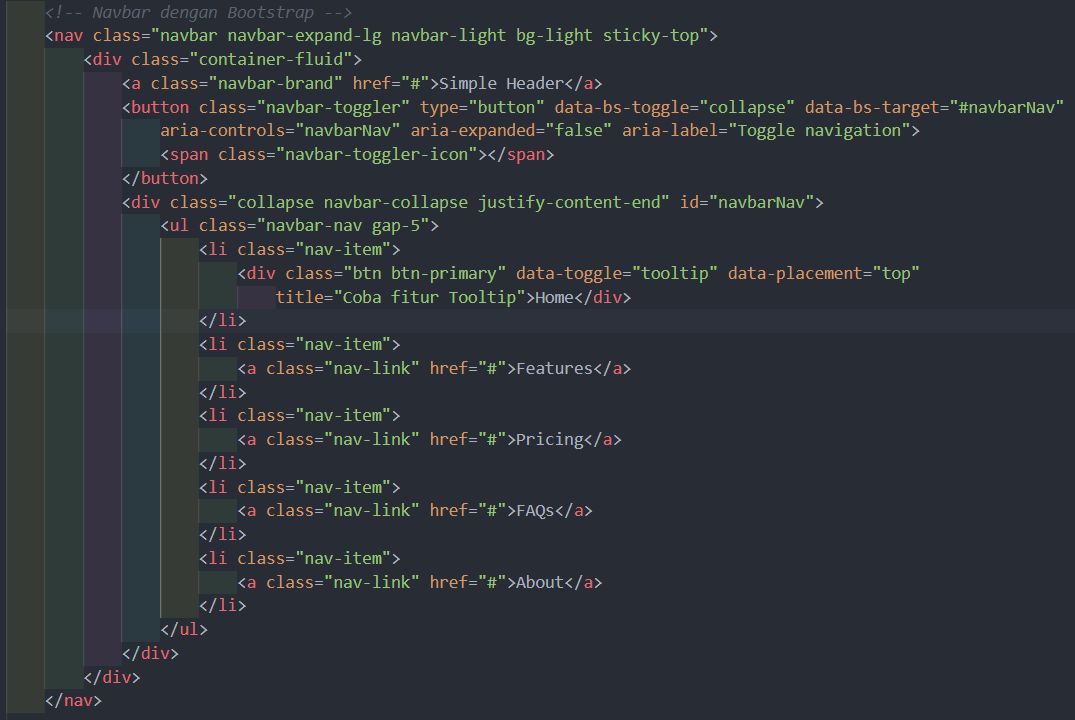 <!-- Navbar dengan Bootstrap -->
<nav class="navbar navbar-expand-lg navbar-light bg-light sticky-top">
<div class="container-fluid">
<a class="navbar-brand" href="#">Simple Header</a>
<button class="navbar-toggler" type="button" data-bs-toggle="collapse" data-bs-target="#navbarNav"
aria-controls="navbarNav" aria-expanded="false" aria-label="Toggle navigation">
<span class="navbar-toggler-icon"></span>
</button>
<div class="collapse navbar-collapse justify-content-end" id="navbarNav">
<ul class="navbar-nav gap-5">
<li class="nav-item">
<div class="btn btn-primary" data-toggle="tooltip" data-placement="top"
title="Coba fitur Tooltip">Home</div>
</li>
<li class="nav-item">
<a class="nav-link" href="#">Features</a>
</li>
<li class="nav-item">
<a class="nav-link" href="#">Pricing</a>
</li>
<li class="nav-item">
<a class="nav-link" href="#">FAQs</a>
</li>
<li class="nav-item">
<a class="nav-link" href="#">About</a>
</li>
</ul>
</div>
</div>
</nav>